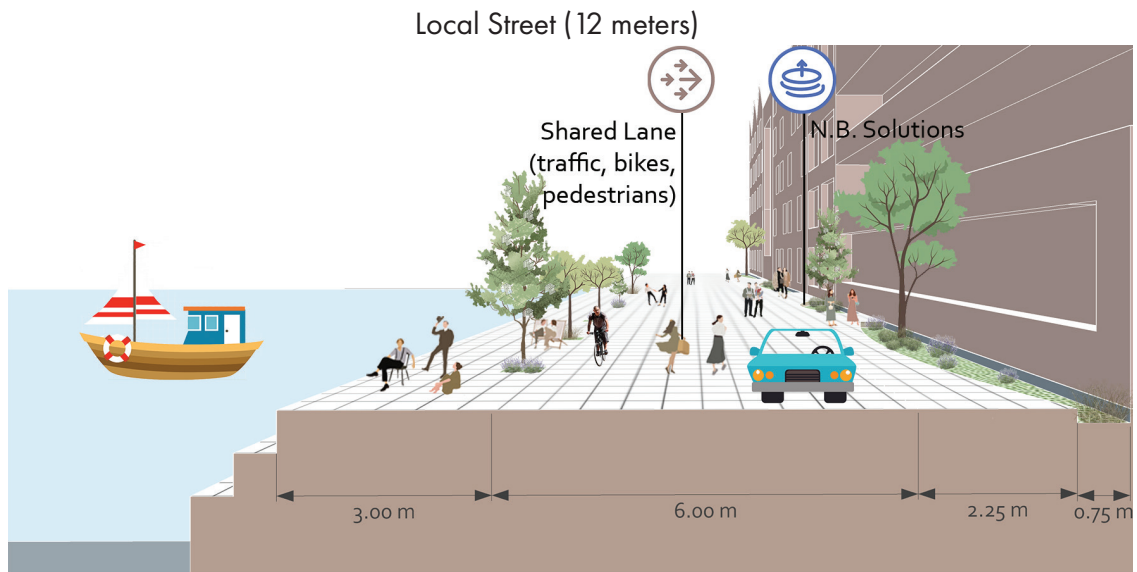 Local Street (12 meters)
Shared Lane
(traffic, bikes,
pedestrians)
N.B. Solutions
3.00 m
6.00 m
2.25 m
0.75 m